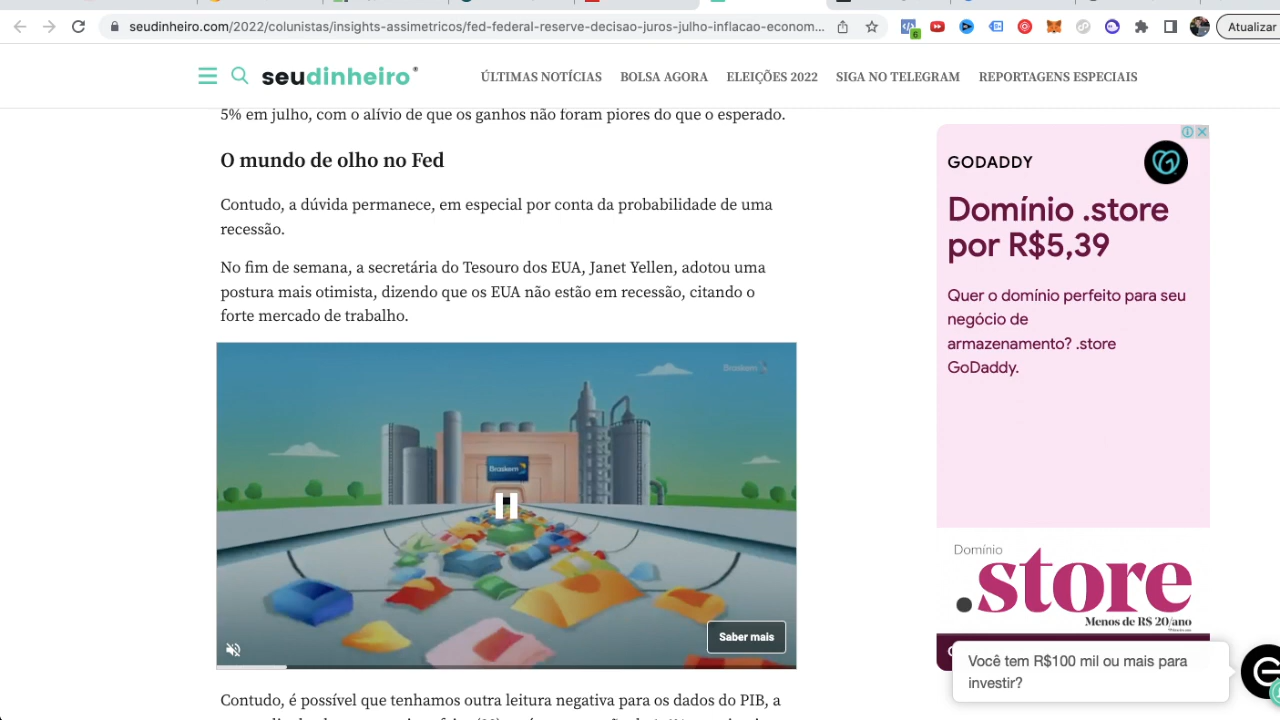 seudinheiro.com/2022/colunistas/insights-assimetricos/fed-federal-reserve-decisao-juros-julho-inflacao-econom...
6
Atualizar
seudinheiro
ÚLTIMAS NOTÍCIAS
BOLSA AGORA
ELEIÇÕES 2022
SIGA NO TELEGRAM
REPORTAGENS ESPECIAIS
5% em julho, com o alívio de que os ganhos não foram piores do que o esperado.
O mundo de olho no Fed
Contudo, a dúvida permanece, em especial por conta da probabilidade de uma
recessão.
No fim de semana, a secretária do Tesouro dos EUA, Janet Yellen, adotou uma
postura mais otimista, dizendo que os EUA não estão em recessão, citando o
forte mercado de trabalho.
Braskem
Braskem
Saber mais
Contudo, é possível que tenhamos outra leitura negativa para os dados do PIB, a
GODADDY
Domínio .store
por R$5,39
Quer o domínio perfeito para seu
negócio de
armazenamento? .store
GoDaddy.
Domínio
.store
Menos de R$ 20/ano
Você tem R$100 mil ou mais para
investir?